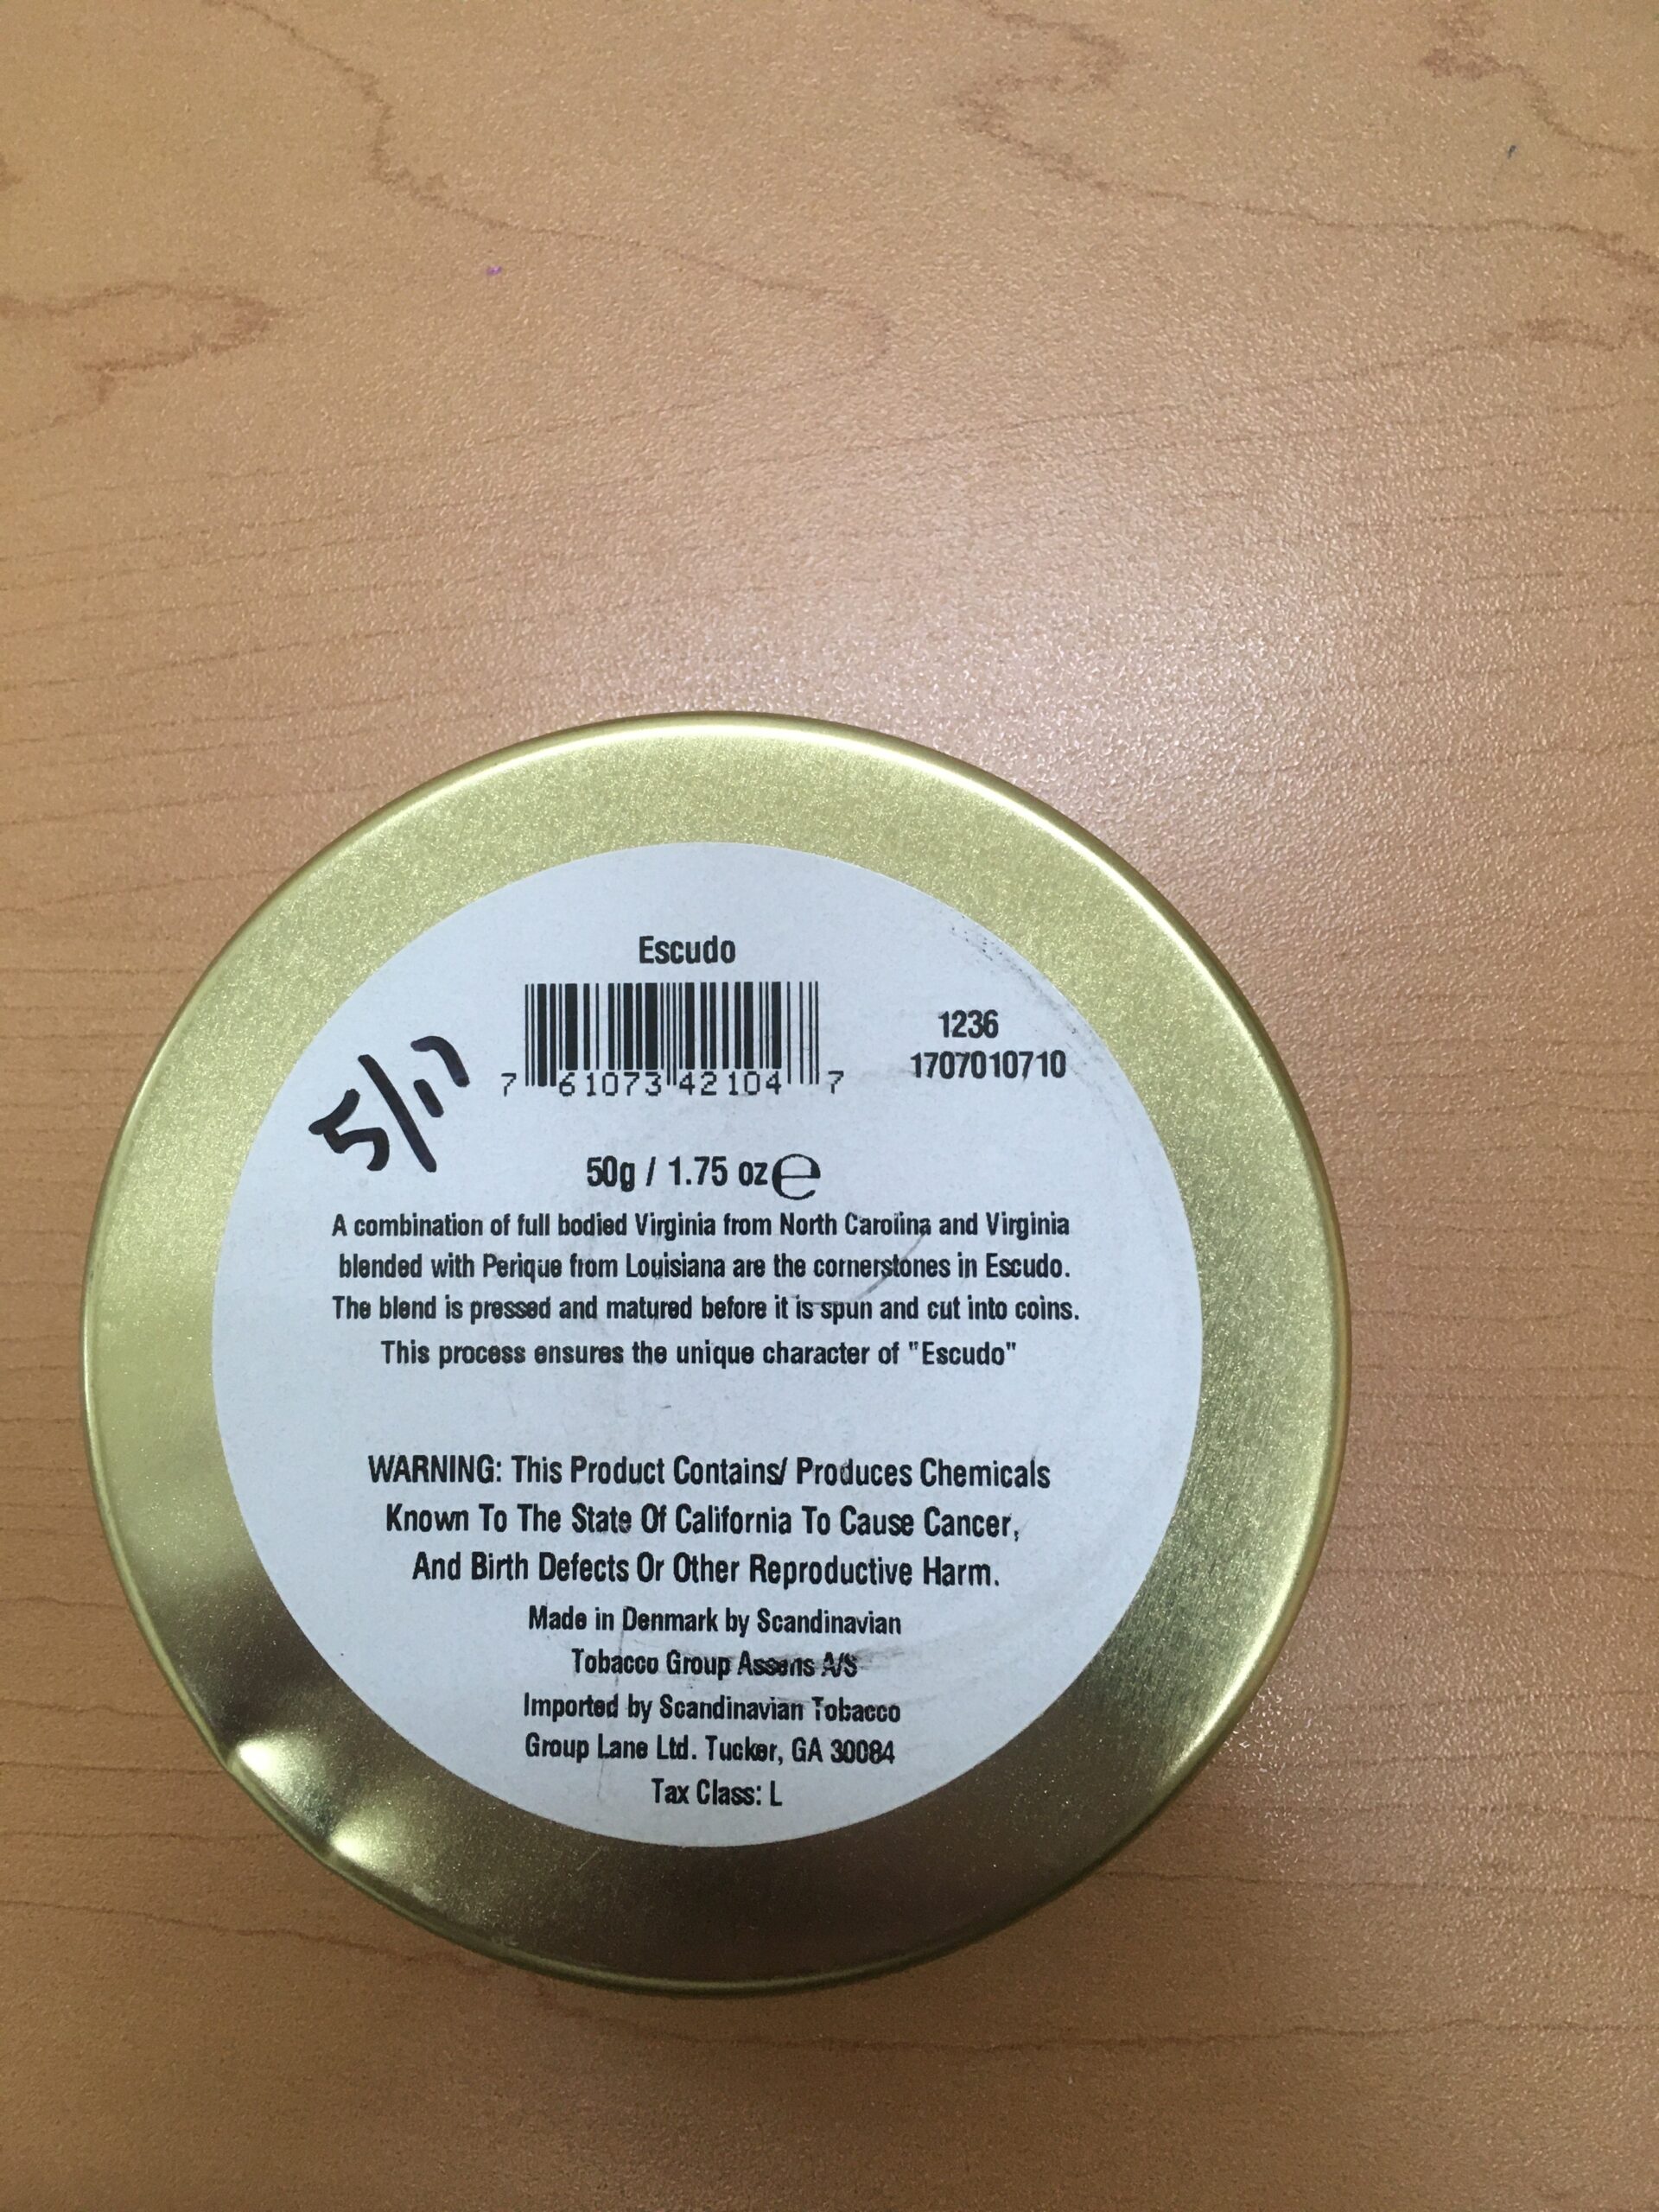 Escudo
7 61073 42104 7
1236
1707010710
5/17
50g / 1.75 oz ℮
A combination of full bodied Virginia from North Carolina and Virginia
blended with Perique from Louisiana are the cornerstones in Escudo.
The blend is pressed and matured before it is spun and cut into coins.
This process ensures the unique character of "Escudo"
WARNING: This Product Contains/ Produces Chemicals
Known To The State Of California To Cause Cancer,
And Birth Defects Or Other Reproductive Harm.
Made in Denmark by Scandinavian
Tobacco Group Assens A/S
Imported by Scandinavian Tobacco
Group Lane Ltd. Tucker, GA 30084
Tax Class: L